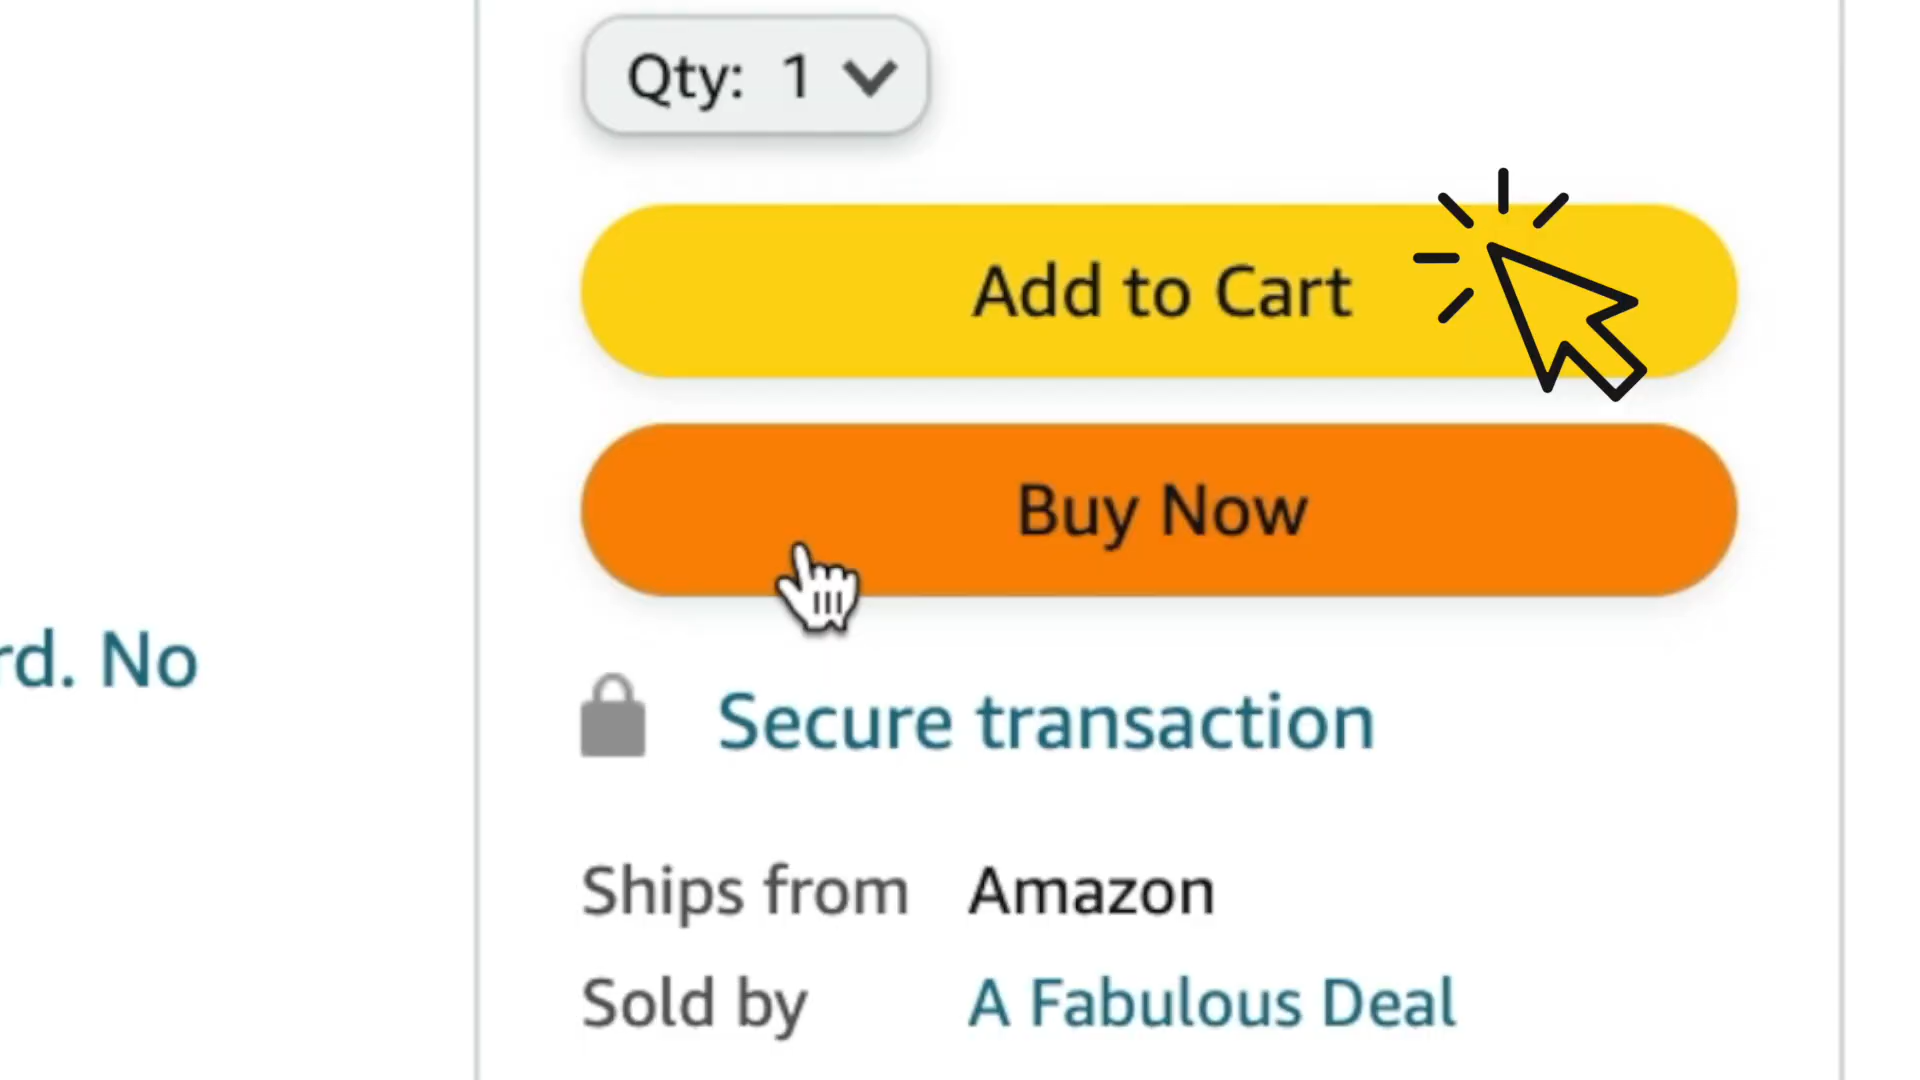 Qty: 1
Add to Cart
Buy Now
rd. No
Secure transaction
Ships from Amazon
Sold by A Fabulous Deal